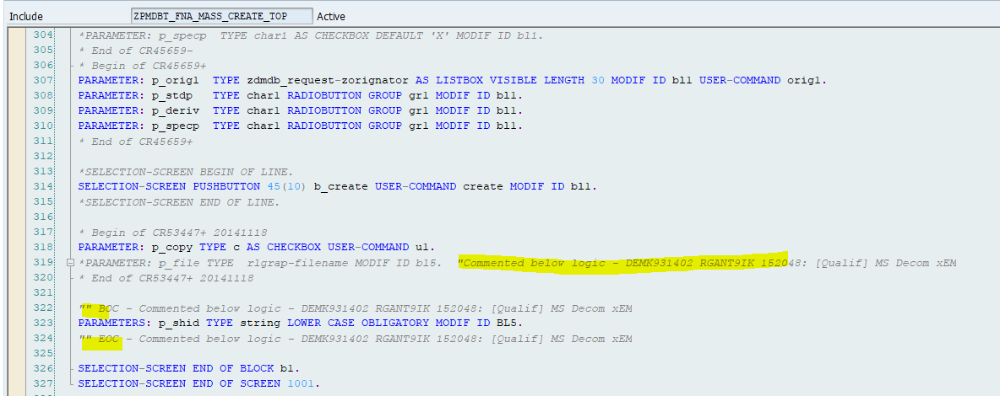 Include ZPMDBT_FNA_MASS_CREATE_TOP Active
304 *PARAMETER: p_specp TYPE char1 AS CHECKBOX DEFAULT 'X' MODIF ID bl1.
305 * End of CR45659-
306 * Begin of CR45659+
307 PARAMETER: p_orig1 TYPE zdmdb_request-zorignator AS LISTBOX VISIBLE LENGTH 30 MODIF ID bl1 USER-COMMAND orig1.
308 PARAMETER: p_stdp TYPE char1 RADIOBUTTON GROUP gr1 MODIF ID bl1.
309 PARAMETER: p_deriv TYPE char1 RADIOBUTTON GROUP gr1 MODIF ID bl1.
310 PARAMETER: p_specp TYPE char1 RADIOBUTTON GROUP gr1 MODIF ID bl1.
311 * End of CR45659+
312
313 *SELECTION-SCREEN BEGIN OF LINE.
314 SELECTION-SCREEN PUSHBUTTON 45(10) b_create USER-COMMAND create MODIF ID bl1.
315 *SELECTION-SCREEN END OF LINE.
316
317 * Begin of CR53447+ 20141118
318 PARAMETER: p_copy TYPE c AS CHECKBOX USER-COMMAND u1.
319 *PARAMETER: p_file TYPE rlgrap-filename MODIF ID bl5. "Commented below logic - DEMK931402 RGANT9IK 152048: [Qualif] MS Decom xEM
320 * End of CR53447+ 20141118
321
322 "" BOC - Commented below logic - DEMK931402 RGANT9IK 152048: [Qualif] MS Decom xEM
323 PARAMETERS: p_shid TYPE string LOWER CASE OBLIGATORY MODIF ID BL5.
324 "" EOC - Commented below logic - DEMK931402 RGANT9IK 152048: [Qualif] MS Decom xEM
325
326 SELECTION-SCREEN END OF BLOCK b1.
327 SELECTION-SCREEN END OF SCREEN 1001.